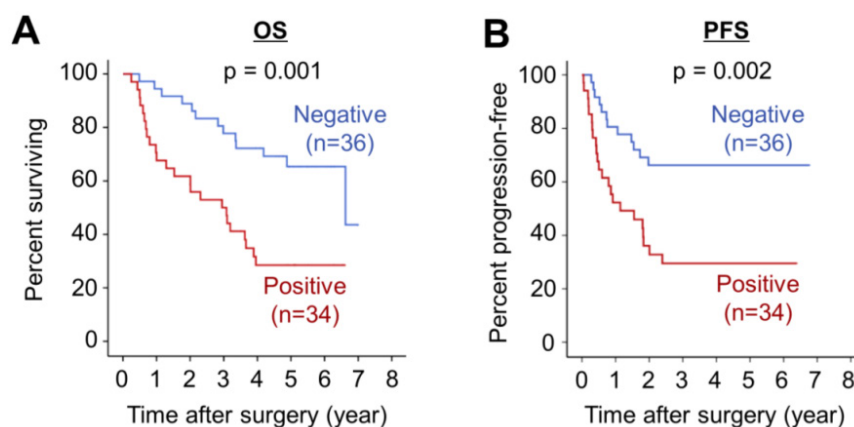 A
OS
p = 0.001
Negative
(n=36)
Positive
(n=34)
Percent surviving
100
80
60
40
20
0
0 1 2 3 4 5 6 7 8
Time after surgery (year)
B
PFS
p = 0.002
Negative
(n=36)
Positive
(n=34)
Percent progression-free
100
80
60
40
20
0
0 1 2 3 4 5 6 7 8
Time after surgery (year)